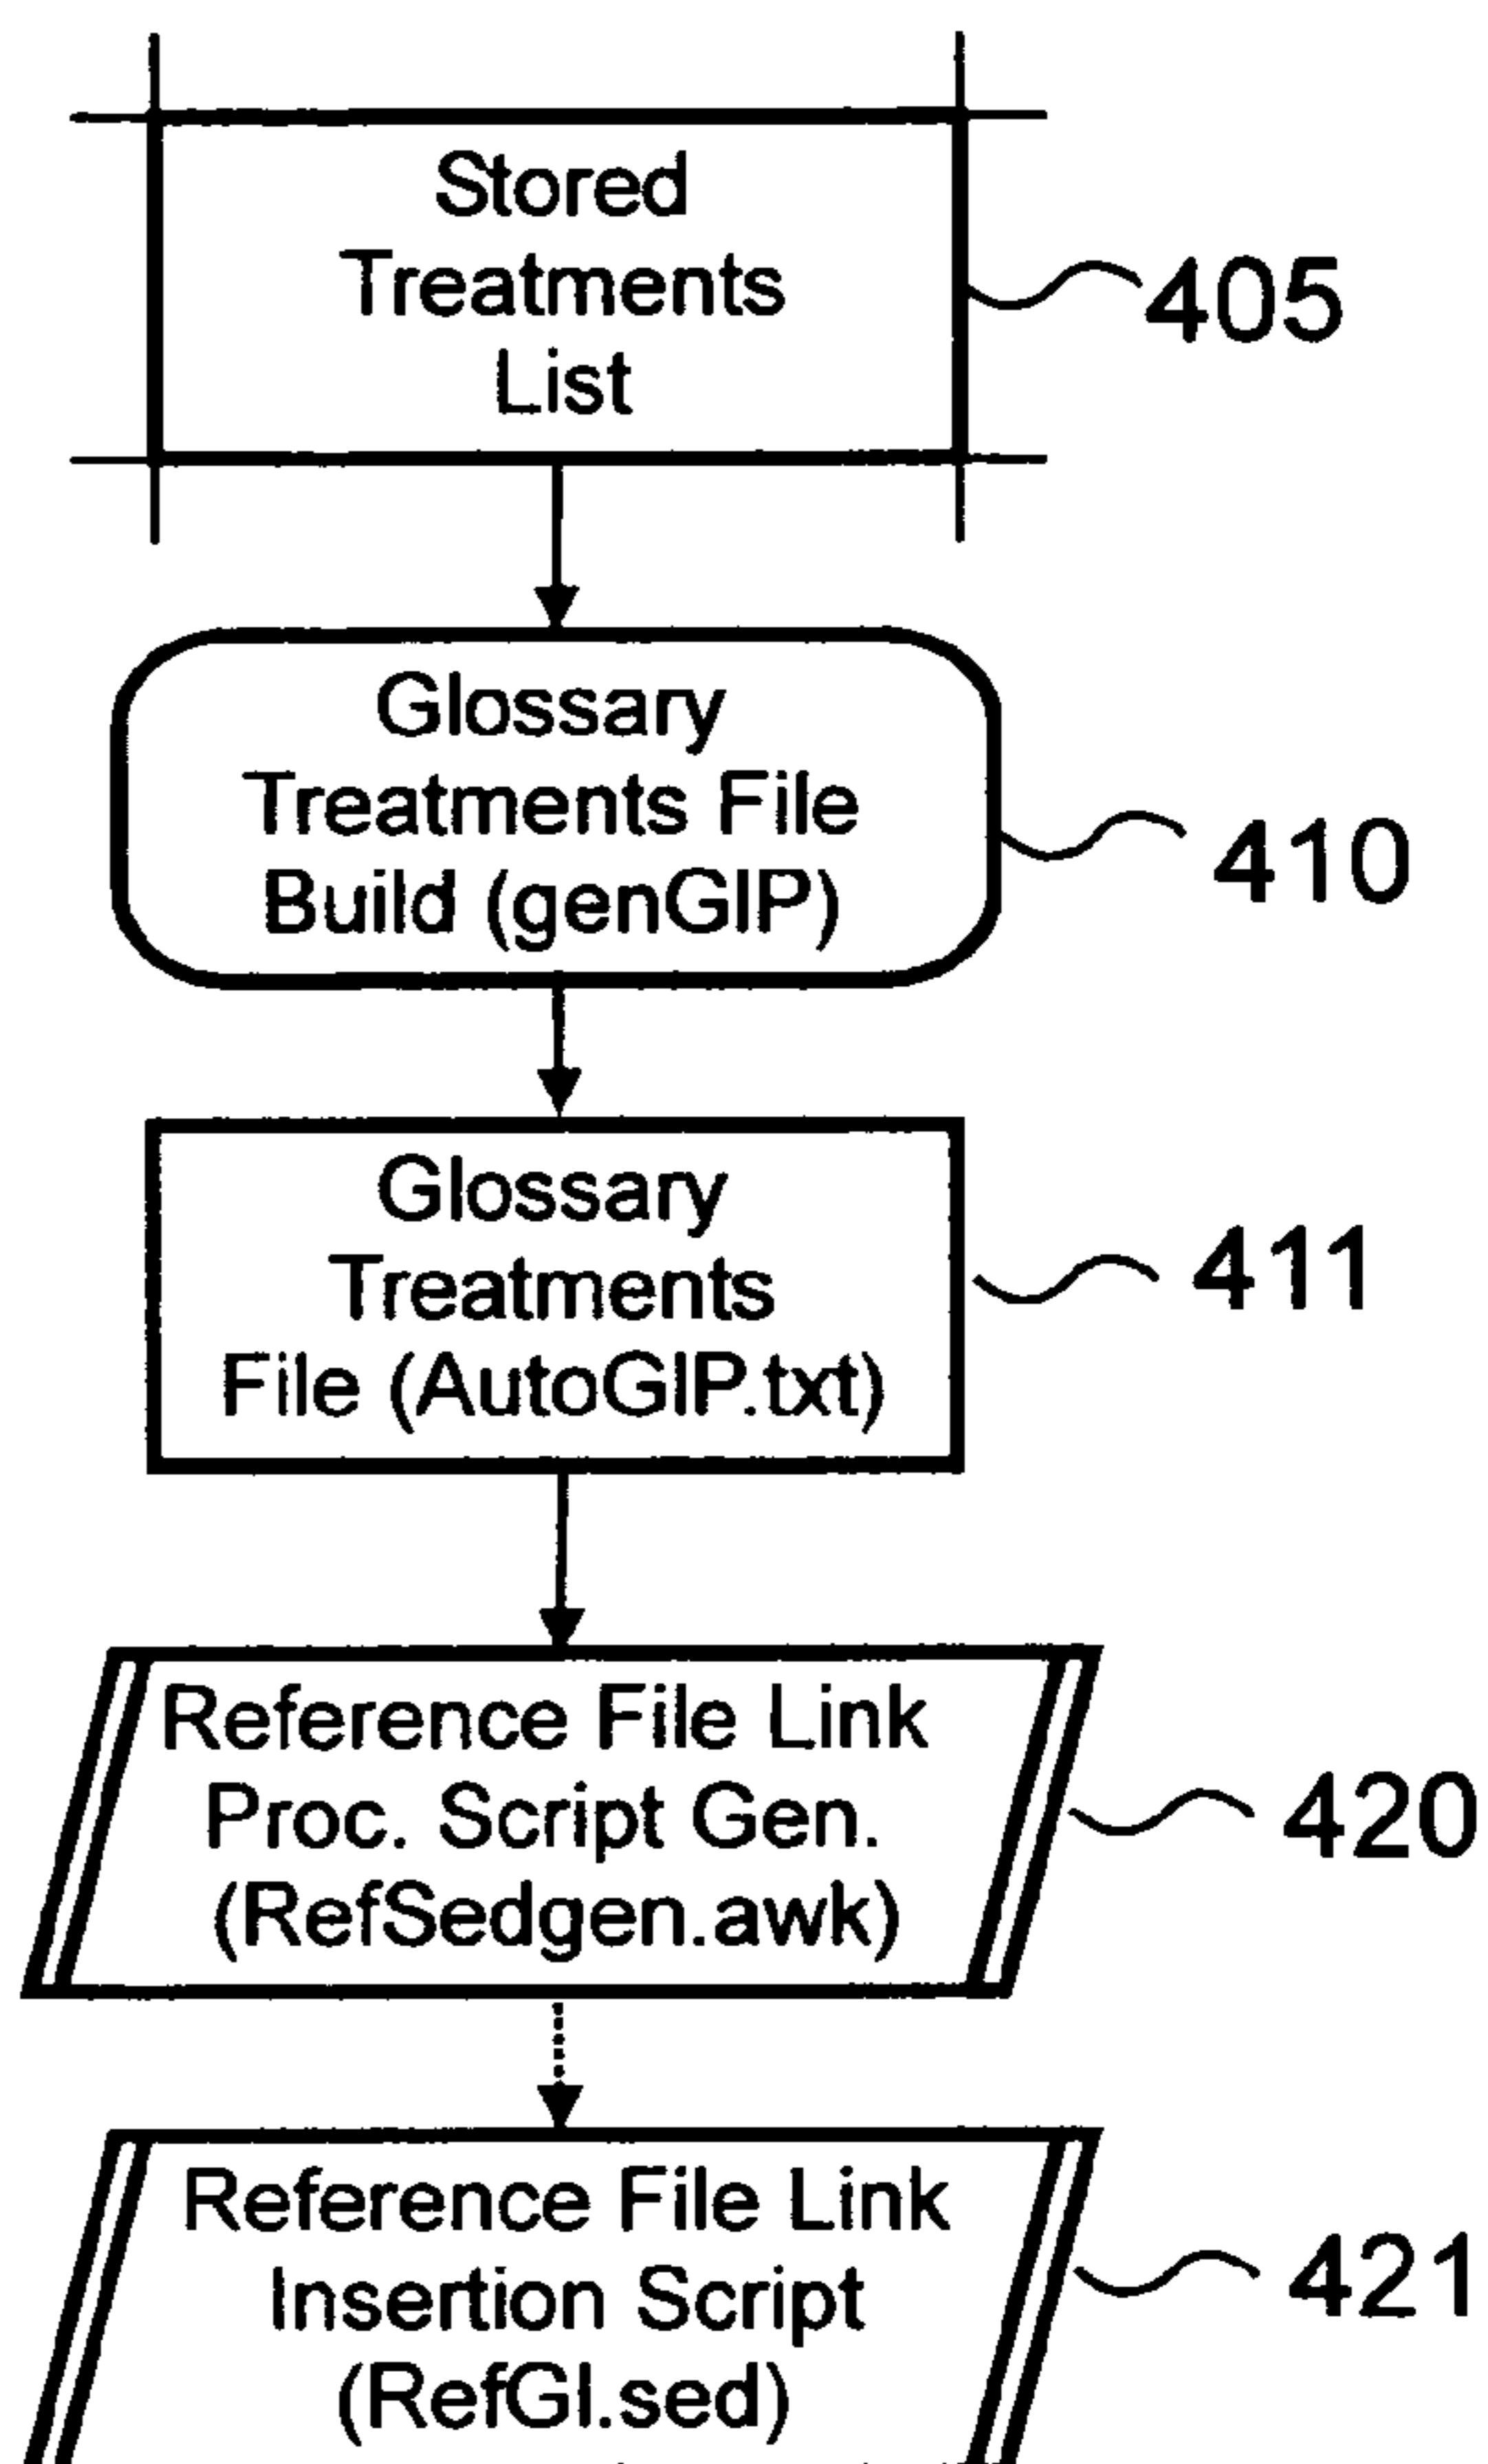 Stored
Treatments
List
405
Glossary
Treatments File
Build (genGIP)
410
Glossary
Treatments
File (AutoGIP.txt)
411
Reference File Link
Proc. Script Gen.
(RefSedgen.awk)
420
Reference File Link
Insertion Script
(RefGI.sed)
421